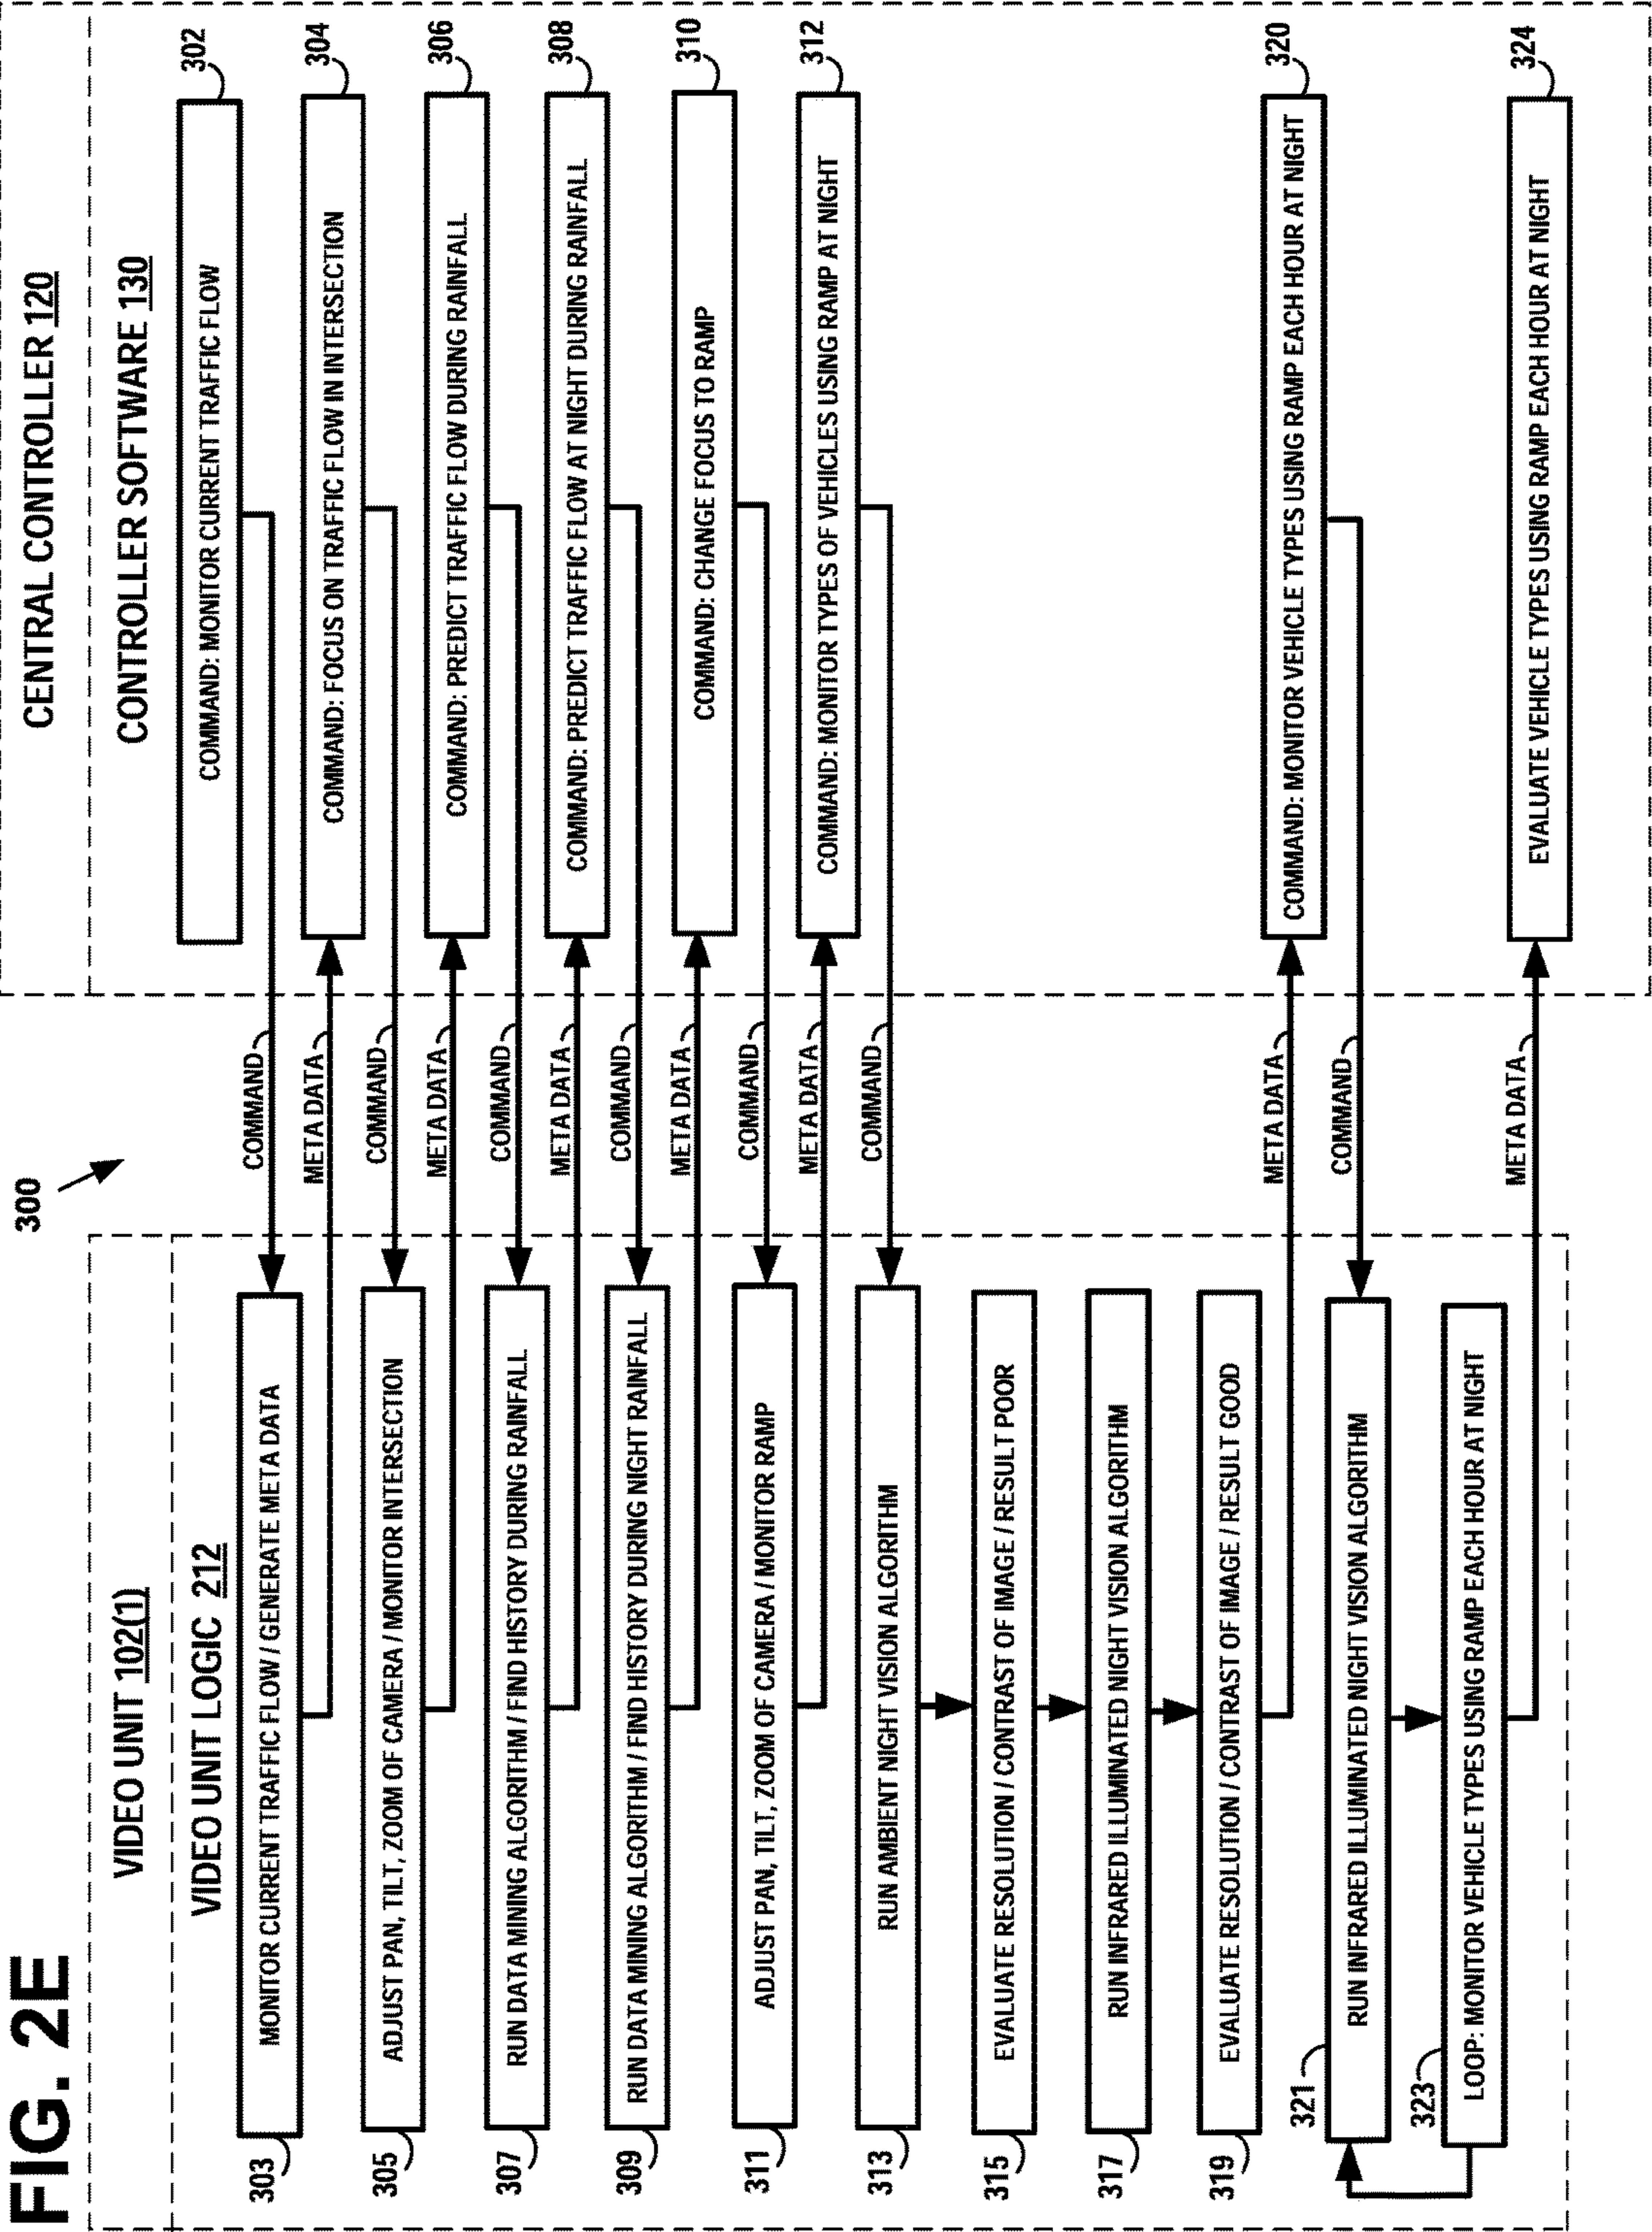 FIG. 2E
300
VIDEO UNIT 102(1)
VIDEO UNIT LOGIC 212
CENTRAL CONTROLLER 120
CONTROLLER SOFTWARE 130
COMMAND: MONITOR CURRENT TRAFFIC FLOW
302
COMMAND
303
MONITOR CURRENT TRAFFIC FLOW / GENERATE META DATA
META DATA
COMMAND: FOCUS ON TRAFFIC FLOW IN INTERSECTION
304
COMMAND
305
ADJUST PAN, TILT, ZOOM OF CAMERA / MONITOR INTERSECTION
META DATA
COMMAND: PREDICT TRAFFIC FLOW DURING RAINFALL
306
COMMAND
307
RUN DATA MINING ALGORITHM / FIND HISTORY DURING RAINFALL
META DATA
COMMAND: PREDICT TRAFFIC FLOW AT NIGHT DURING RAINFALL
308
COMMAND
309
RUN DATA MINING ALGORITHM / FIND HISTORY DURING NIGHT RAINFALL
META DATA
COMMAND: CHANGE FOCUS TO RAMP
310
COMMAND
311
ADJUST PAN, TILT, ZOOM OF CAMERA / MONITOR RAMP
META DATA
COMMAND: MONITOR TYPES OF VEHICLES USING RAMP AT NIGHT
312
COMMAND
313
RUN AMBIENT NIGHT VISION ALGORITHM
315
EVALUATE RESOLUTION / CONTRAST OF IMAGE / RESULT POOR
317
RUN INFRARED ILLUMINATED NIGHT VISION ALGORITHM
319
EVALUATE RESOLUTION / CONTRAST OF IMAGE / RESULT GOOD
META DATA
COMMAND: MONITOR VEHICLE TYPES USING RAMP EACH HOUR AT NIGHT
320
COMMAND
321
RUN INFRARED ILLUMINATED NIGHT VISION ALGORITHM
323
LOOP: MONITOR VEHICLE TYPES USING RAMP EACH HOUR AT NIGHT
META DATA
EVALUATE VEHICLE TYPES USING RAMP EACH HOUR AT NIGHT
324